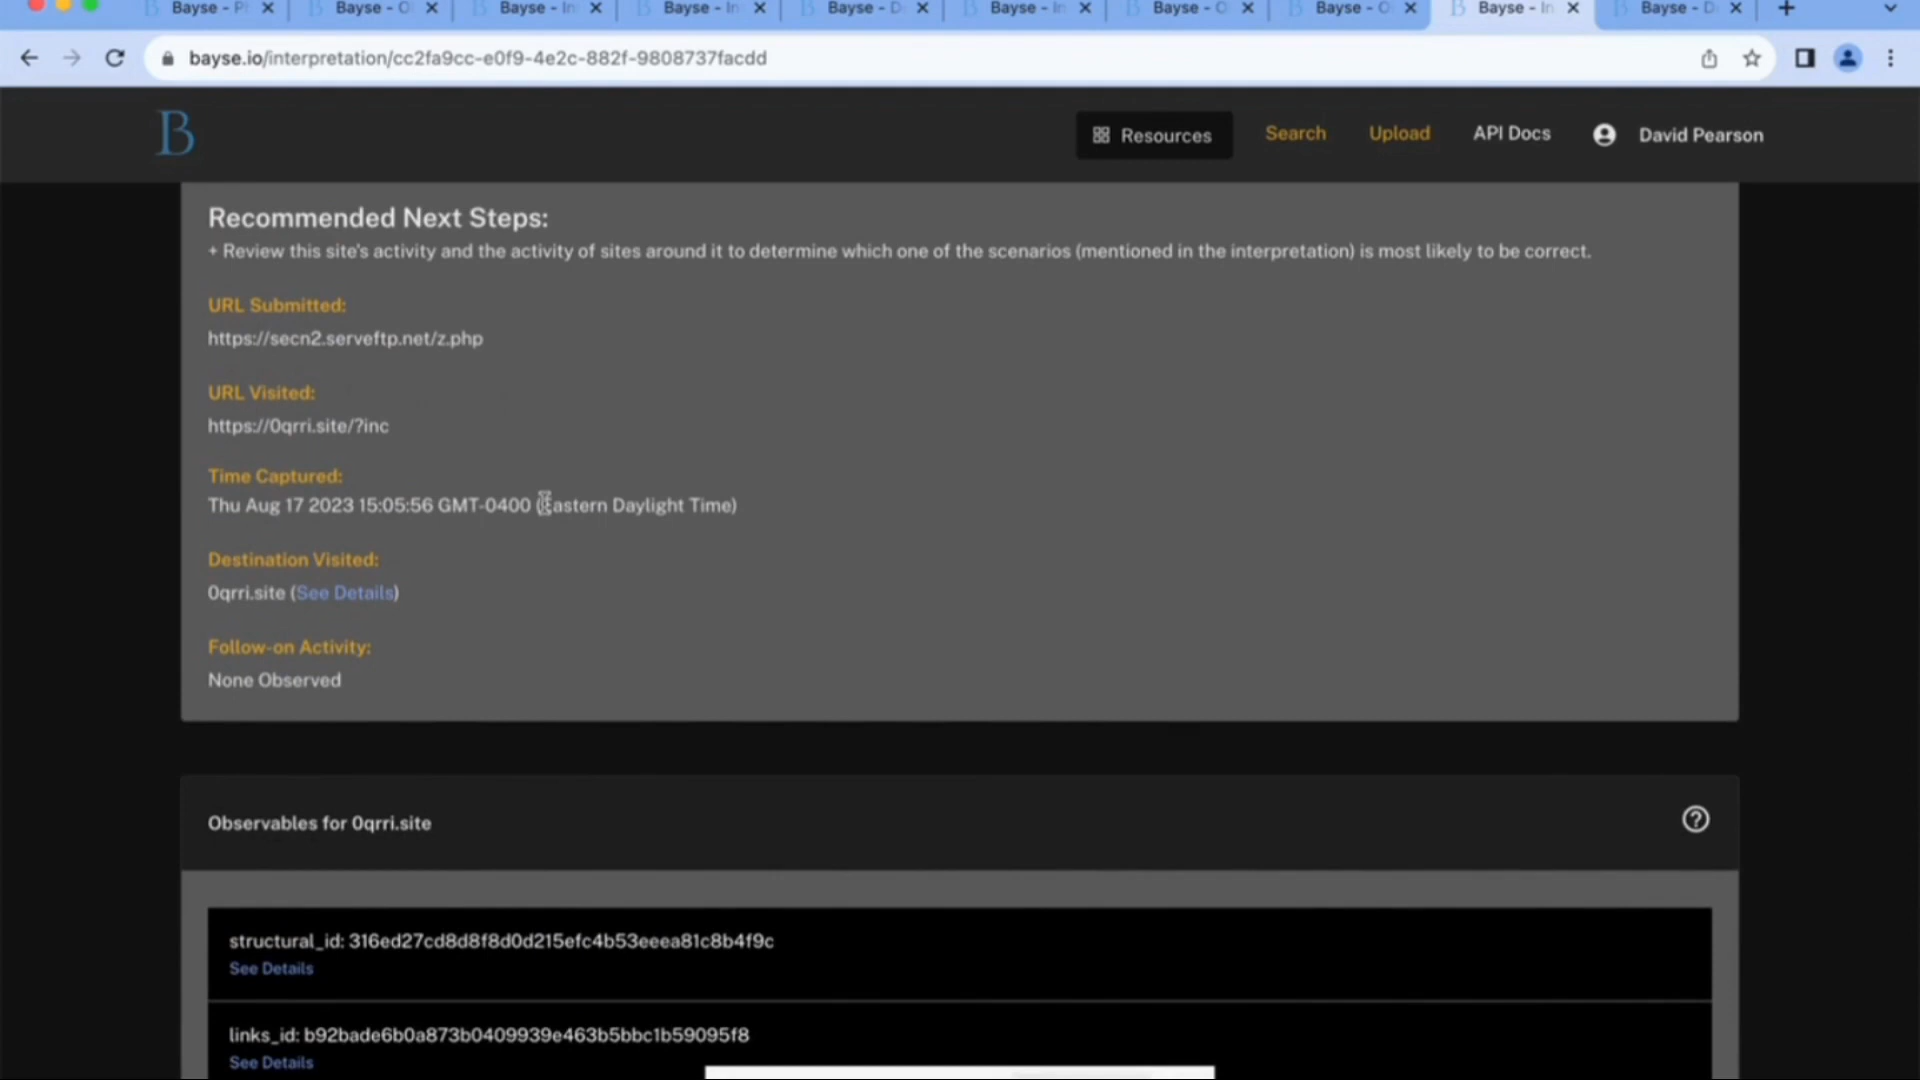 Bayse - P
Bayse - O
Bayse - In
Bayse - In
Bayse - D
Bayse - In
Bayse - O
Bayse - O
Bayse - In
Bayse - D
bayse.io/interpretation/cc2fa9cc-e0f9-4e2c-882f-9808737facdd
B
Resources
Search
Upload
API Docs
David Pearson
Recommended Next Steps:
+ Review this site's activity and the activity of sites around it to determine which one of the scenarios (mentioned in the interpretation) is most likely to be correct.
URL Submitted:
https://secn2.serveftp.net/z.php
URL Visited:
https://0qrri.site/?inc
Time Captured:
Thu Aug 17 2023 15:05:56 GMT-0400 (Eastern Daylight Time)
Destination Visited:
0qrri.site (See Details)
Follow-on Activity:
None Observed
Observables for 0qrri.site
structural_id: 316ed27cd8d8f8d0d215efc4b53eeea81c8b4f9c
See Details
links_id: b92bade6b0a873b0409939e463b5bbc1b59095f8
See Details